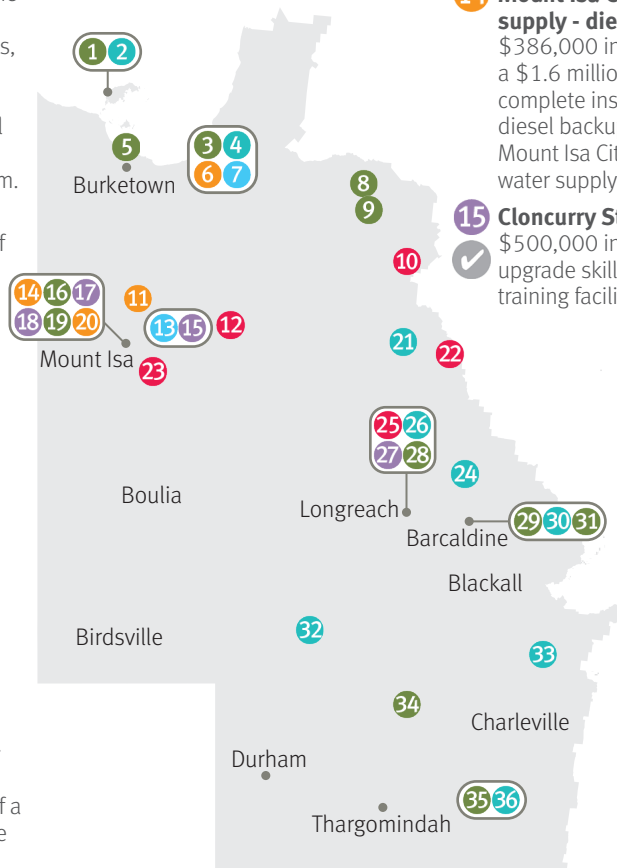 s,
m.
f
1 2
5
Burketown
3 4
6 7
8
9
10
14 16 17
18 19 20
11
13 15
12
Mount Isa
23
21
22
25 26
27 28
24
Boulia
Longreach
Barcaldine
29 30 31
Blackall
Birdsville
32
33
34
Charleville
Durham
35 36
Thargomindah
f a
e
supply - die
$386,000 in
a $1.6 millio
complete ins
diesel backu
Mount Isa Cit
water supply
15 Cloncurry St
$500,000 in
upgrade skill
training facili